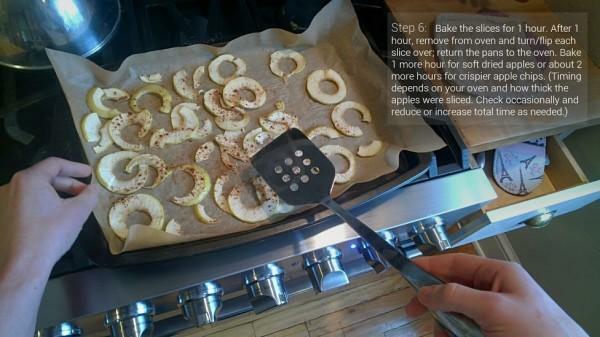 Step 6: Bake the slices for 1 hour. After 1
hour, remove from oven and turn/flip each
slice over; return the pans to the oven. Bake
1 more hour for soft dried apples or about 2
more hours for crispier apple chips. (Timing
depends on your oven and how thick the
apples were sliced. Check occasionally and
reduce or increase total time as needed.)